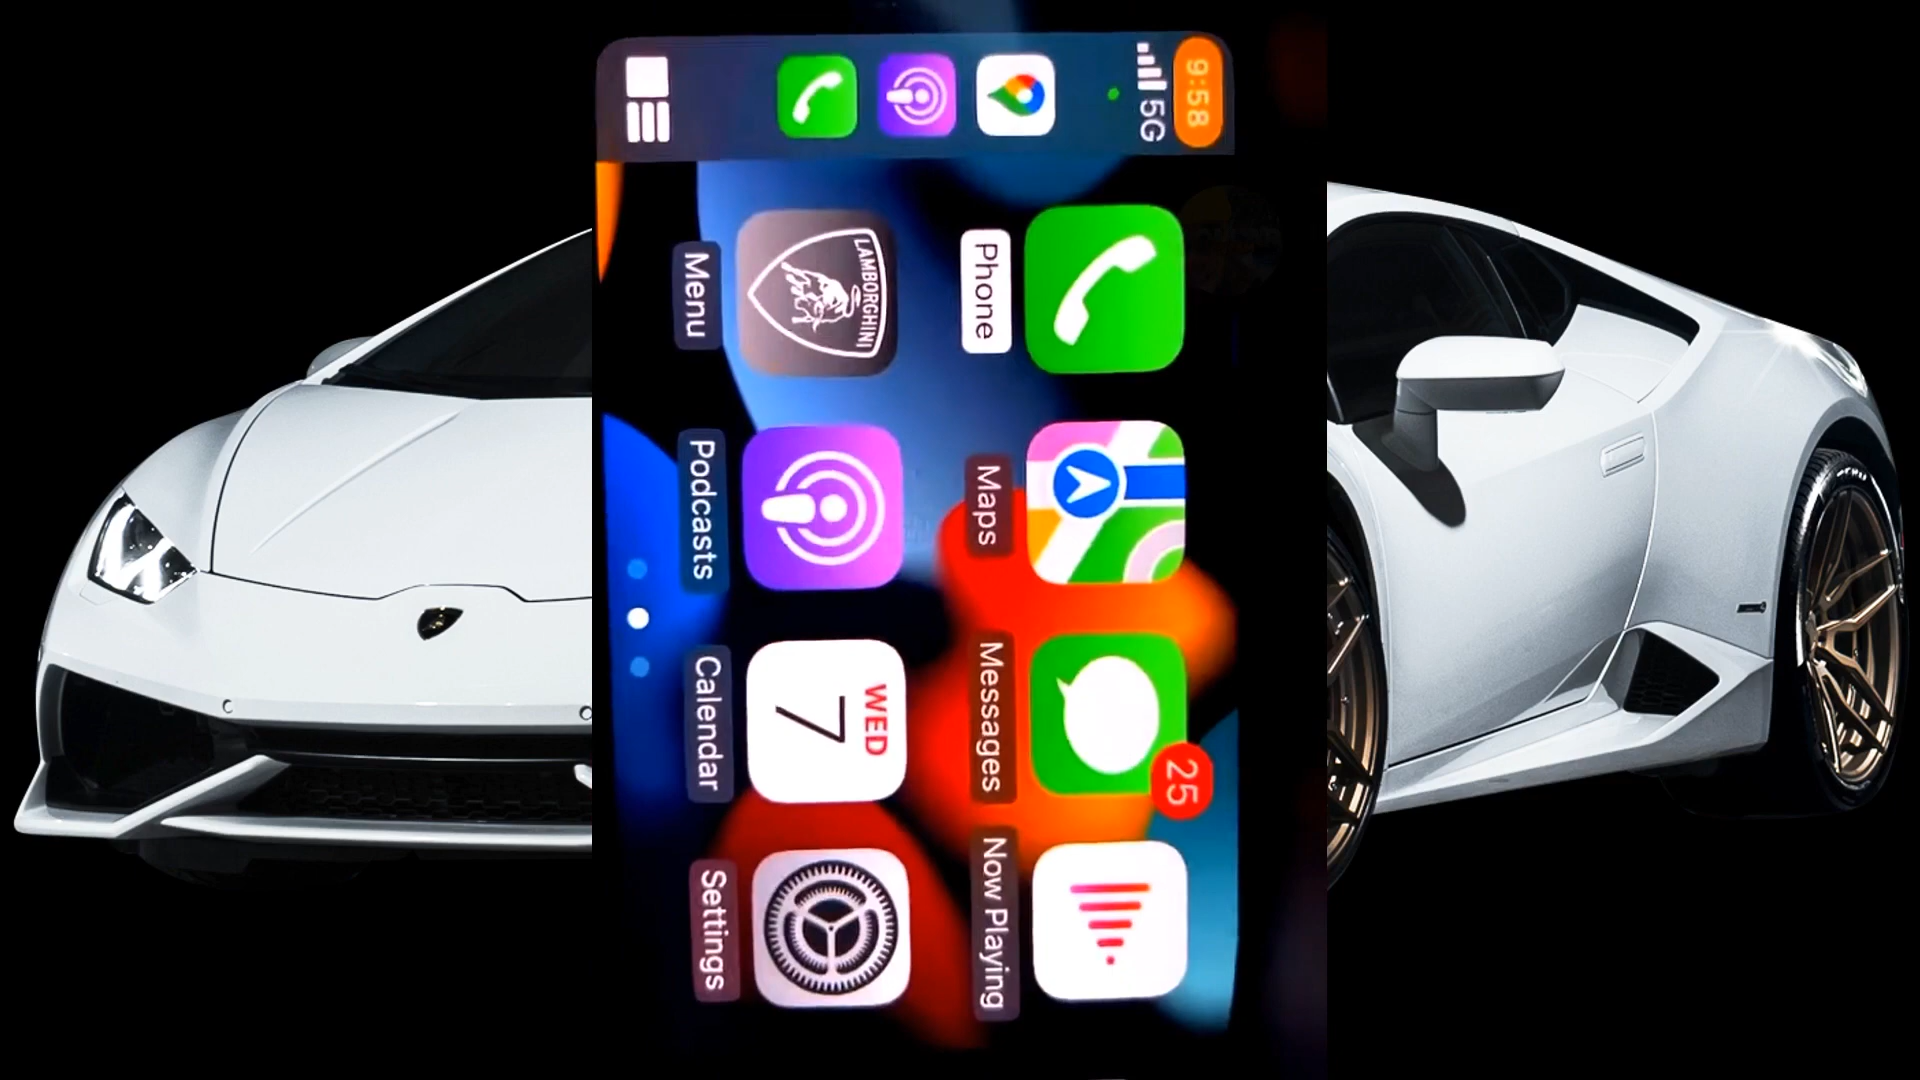 9:58
5G
Phone
Maps
25
Messages
Now Playing
LAMBORGHINI
Menu
Podcasts
WED
7
Calendar
Settings